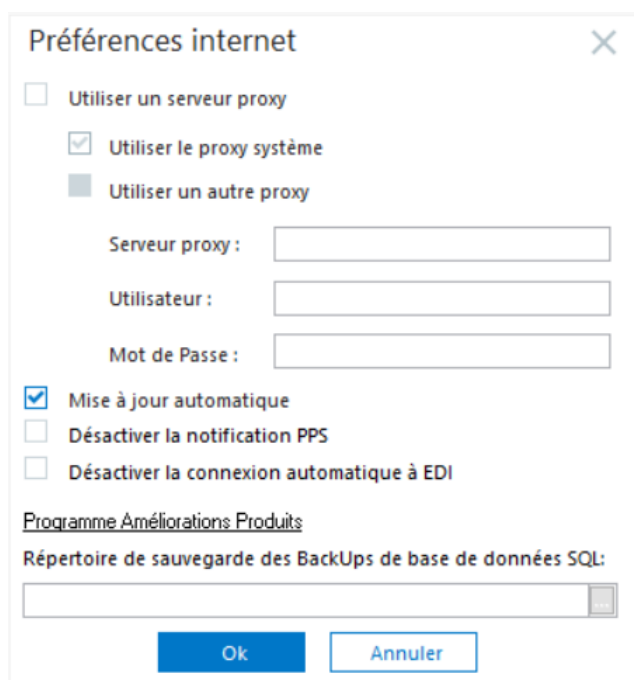 Préférences internet
Utiliser un serveur proxy
Utiliser le proxy système
Utiliser un autre proxy
Serveur proxy :
Utilisateur :
Mot de Passe :
Mise à jour automatique
Désactiver la notification PPS
Désactiver la connexion automatique à EDI
Programme Améliorations Produits
Répertoire de sauvegarde des BackUps de base de données SQL:
...
Ok Annuler